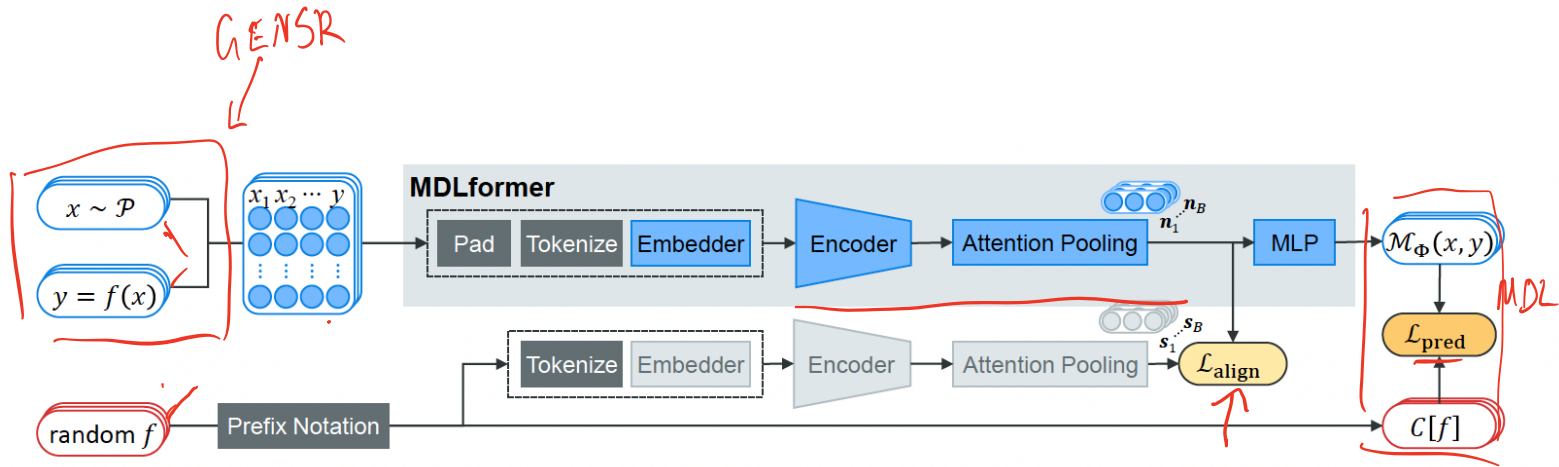 GENSR
MDLformer
x ~ 𝒫
y = f(x)
x₁ x₂ ⋯ y
Pad
Tokenize
Embedder
Encoder
Attention Pooling
n₁ ⋯ n_B
MLP
ℳ_Φ(x, y)
MDL
ℒ_pred
Tokenize
Embedder
Encoder
Attention Pooling
s₁ ⋯ s_B
ℒ_align
random f
Prefix Notation
C[f]